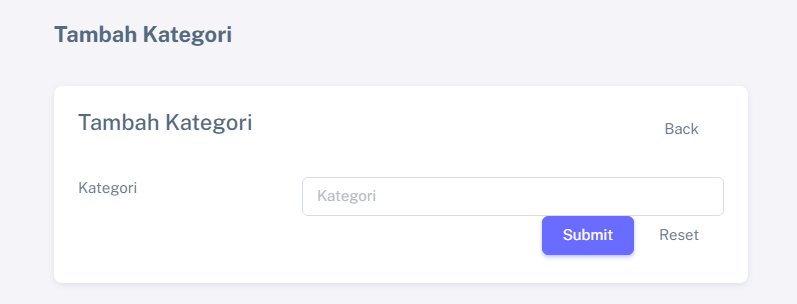 Tambah Kategori
Tambah Kategori
Back
Kategori
Kategori
Submit
Reset